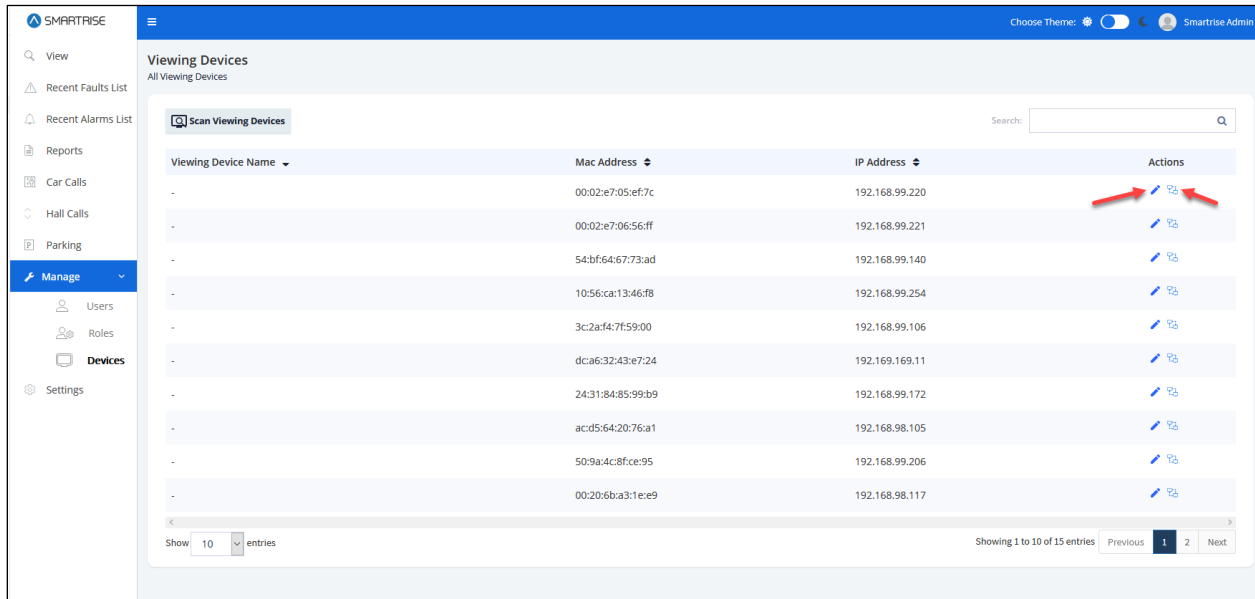 SMARTRISE
Choose Theme: Smartrise Admin
View
Recent Faults List
Recent Alarms List
Reports
Car Calls
Hall Calls
P Parking
Manage
Users
Roles
Devices
Settings
Viewing Devices
All Viewing Devices
Scan Viewing Devices
Search:
Viewing Device Name Mac Address IP Address Actions
- 00:02:e7:05:ef:7c 192.168.99.220
- 00:02:e7:06:56:ff 192.168.99.221
- 54:bf:64:67:73:ad 192.168.99.140
- 10:56:ca:13:46:f8 192.168.99.254
- 3c:2a:f4:7f:59:00 192.168.99.106
- dc:a6:32:43:e7:24 192.169.169.11
- 24:31:84:85:99:b9 192.168.99.172
- ac:d5:64:20:76:a1 192.168.98.105
- 50:9a:4c:8f:ce:95 192.168.99.206
- 00:20:6b:a3:1e:e9 192.168.98.117
Show 10 entries
Showing 1 to 10 of 15 entries Previous 1 2 Next